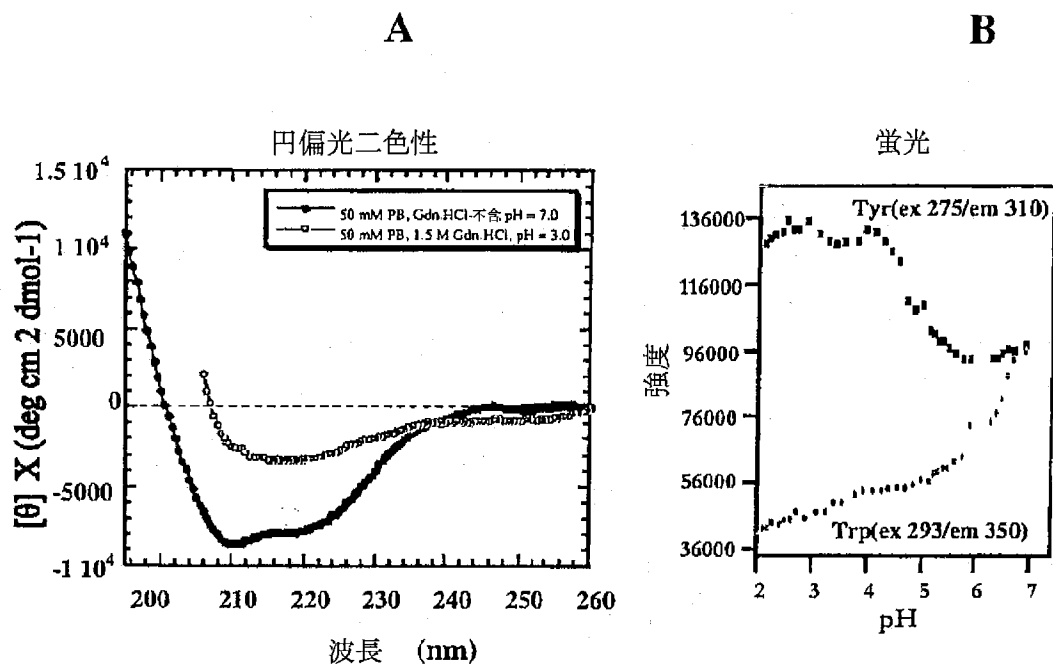 A
B
円偏光二色性
蛍光
1.5 10⁴
1 10⁴
5000
0
-5000
-1 10⁴
[θ] X (deg cm 2 dmol-1)
50 mM PB, Gdn.HCl-不含 pH = 7.0
50 mM PB, 1.5 M Gdn.HCl, pH = 3.0
200 210 220 230 240 250 260
波長 (nm)
136000
116000
96000
76000
56000
36000
強度
Tyr(ex 275/em 310)
Trp(ex 293/em 350)
2 3 4 5 6 7
pH